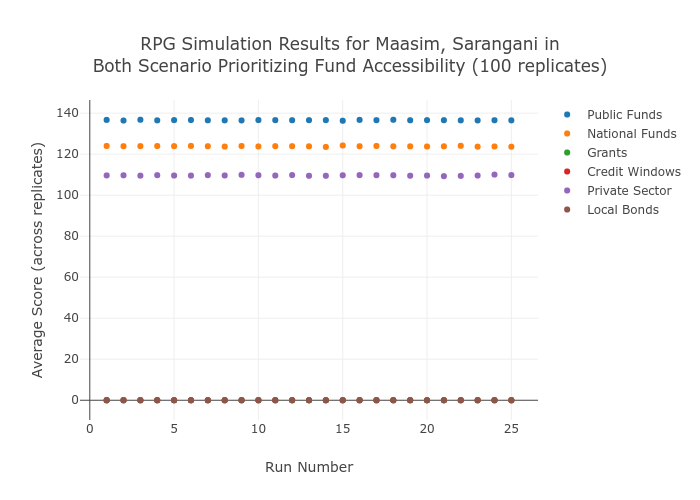 RPG Simulation Results for Maasim, Sarangani in
Both Scenario Prioritizing Fund Accessibility (100 replicates)
140
120
100
80
60
40
20
0
Average Score (across replicates)
0 5 10 15 20 25
Run Number
Public Funds
National Funds
Grants
Credit Windows
Private Sector
Local Bonds